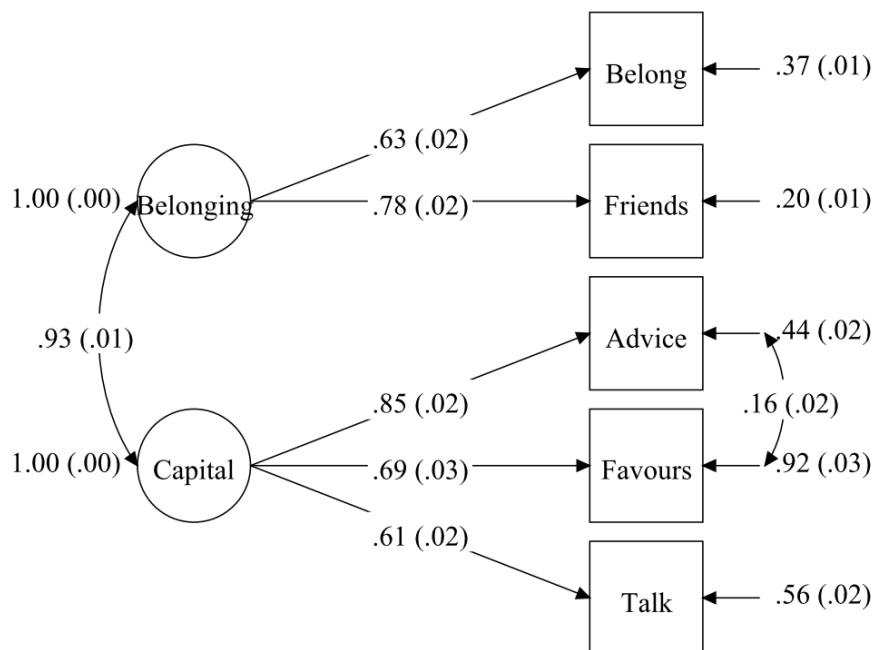 Belong
.37 (.01)
.63 (.02)
1.00 (.00)
Belonging
.78 (.02)
Friends
.20 (.01)
.93 (.01)
Advice
.44 (.02)
.85 (.02)
.16 (.02)
1.00 (.00)
Capital
.69 (.03)
Favours
.92 (.03)
.61 (.02)
Talk
.56 (.02)